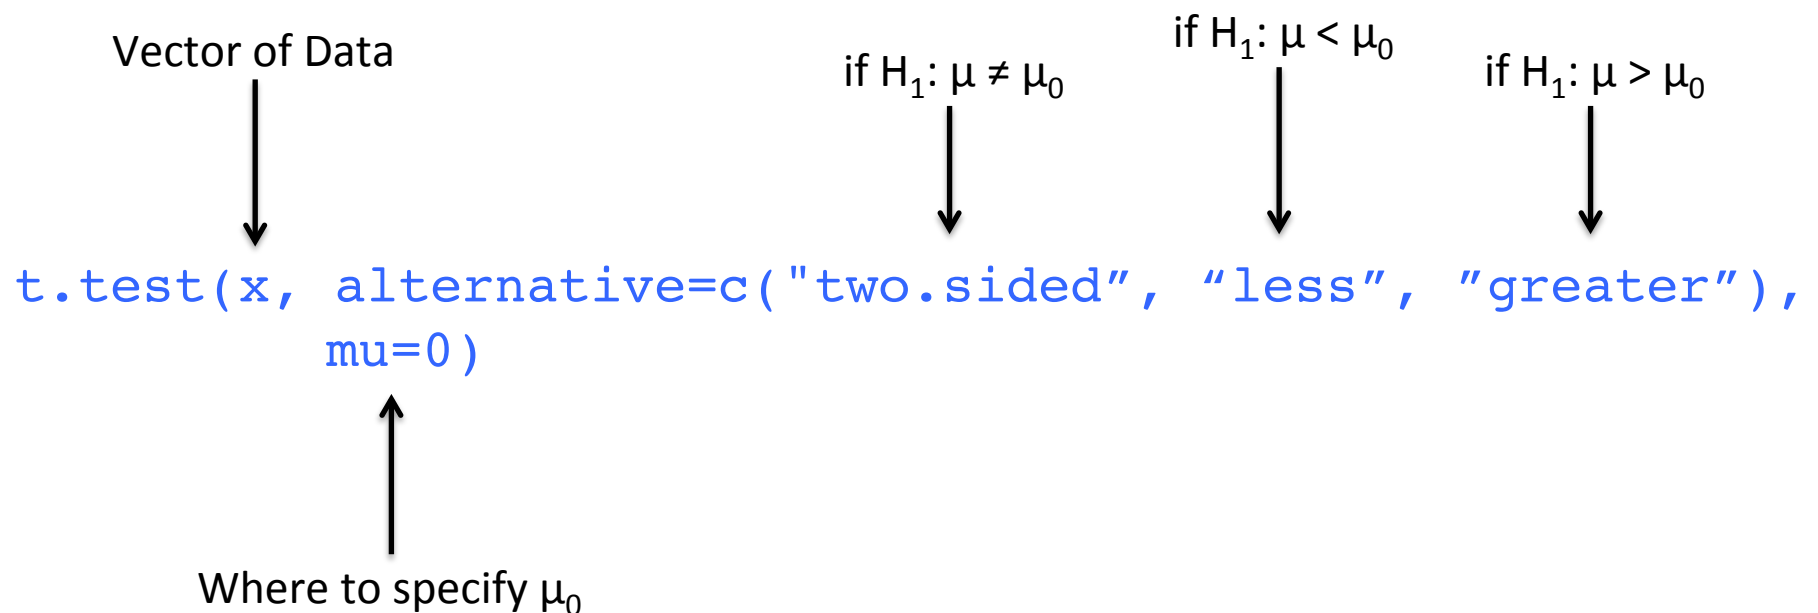 Vector of Data
if H₁: μ ≠ μ₀
if H₁: μ < μ₀
if H₁: μ > μ₀
t.test(x, alternative=c("two.sided”, “less”, ”greater”),
mu=0)
Where to specify μ₀